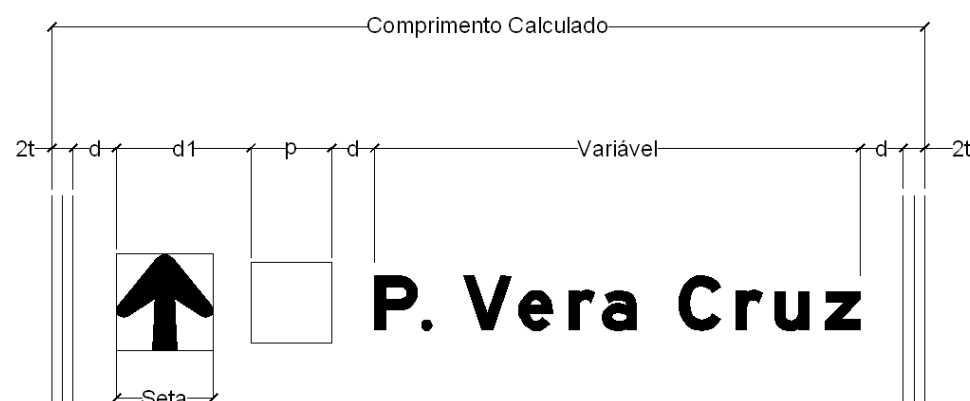 Comprimento Calculado
2t d d1 p d Variável d 2t
P. Vera Cruz
Seta